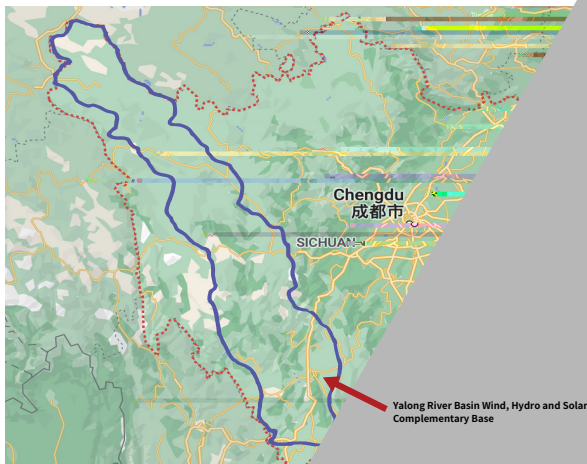 Chengdu
成都市
SICHUAN
Yalong River Basin Wind, Hydro and Solar
Complementary Base